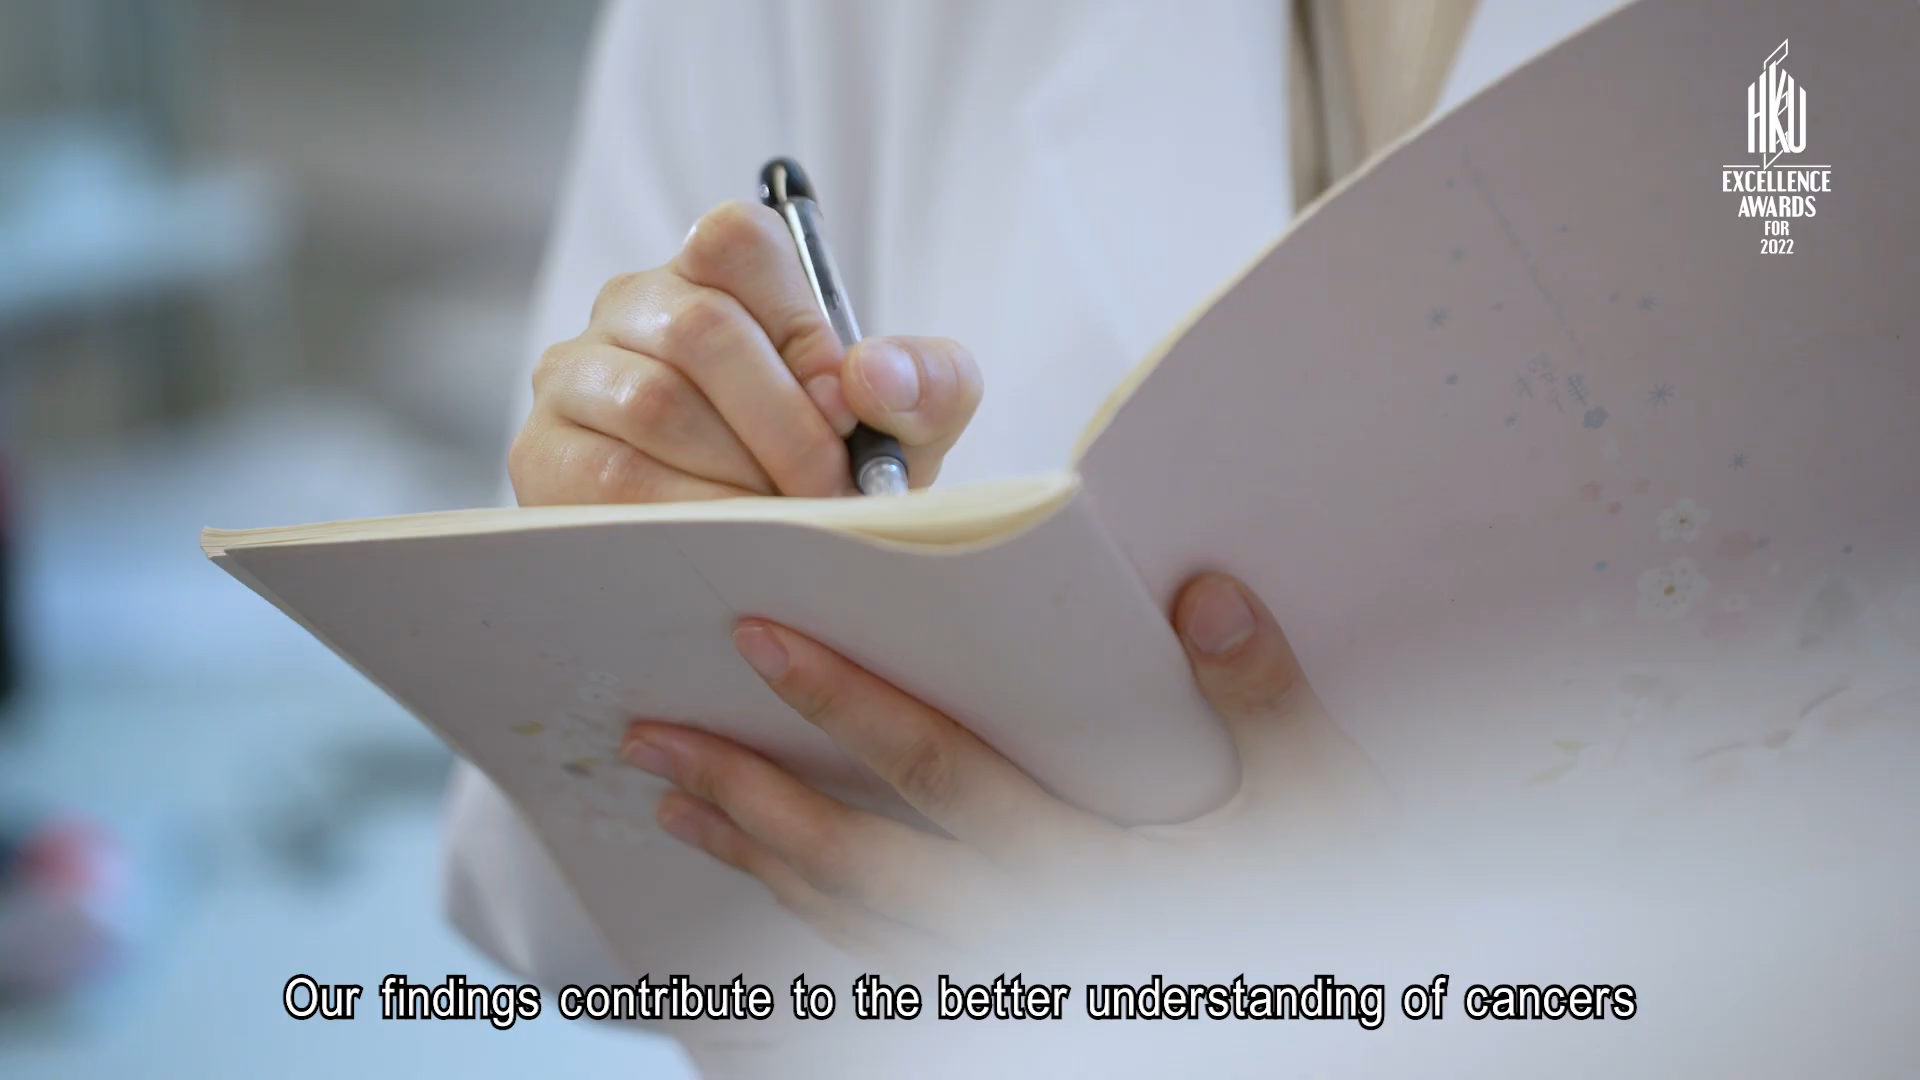 HKU
EXCELLENCE
AWARDS
FOR
2022
Our findings contribute to the better understanding of cancers